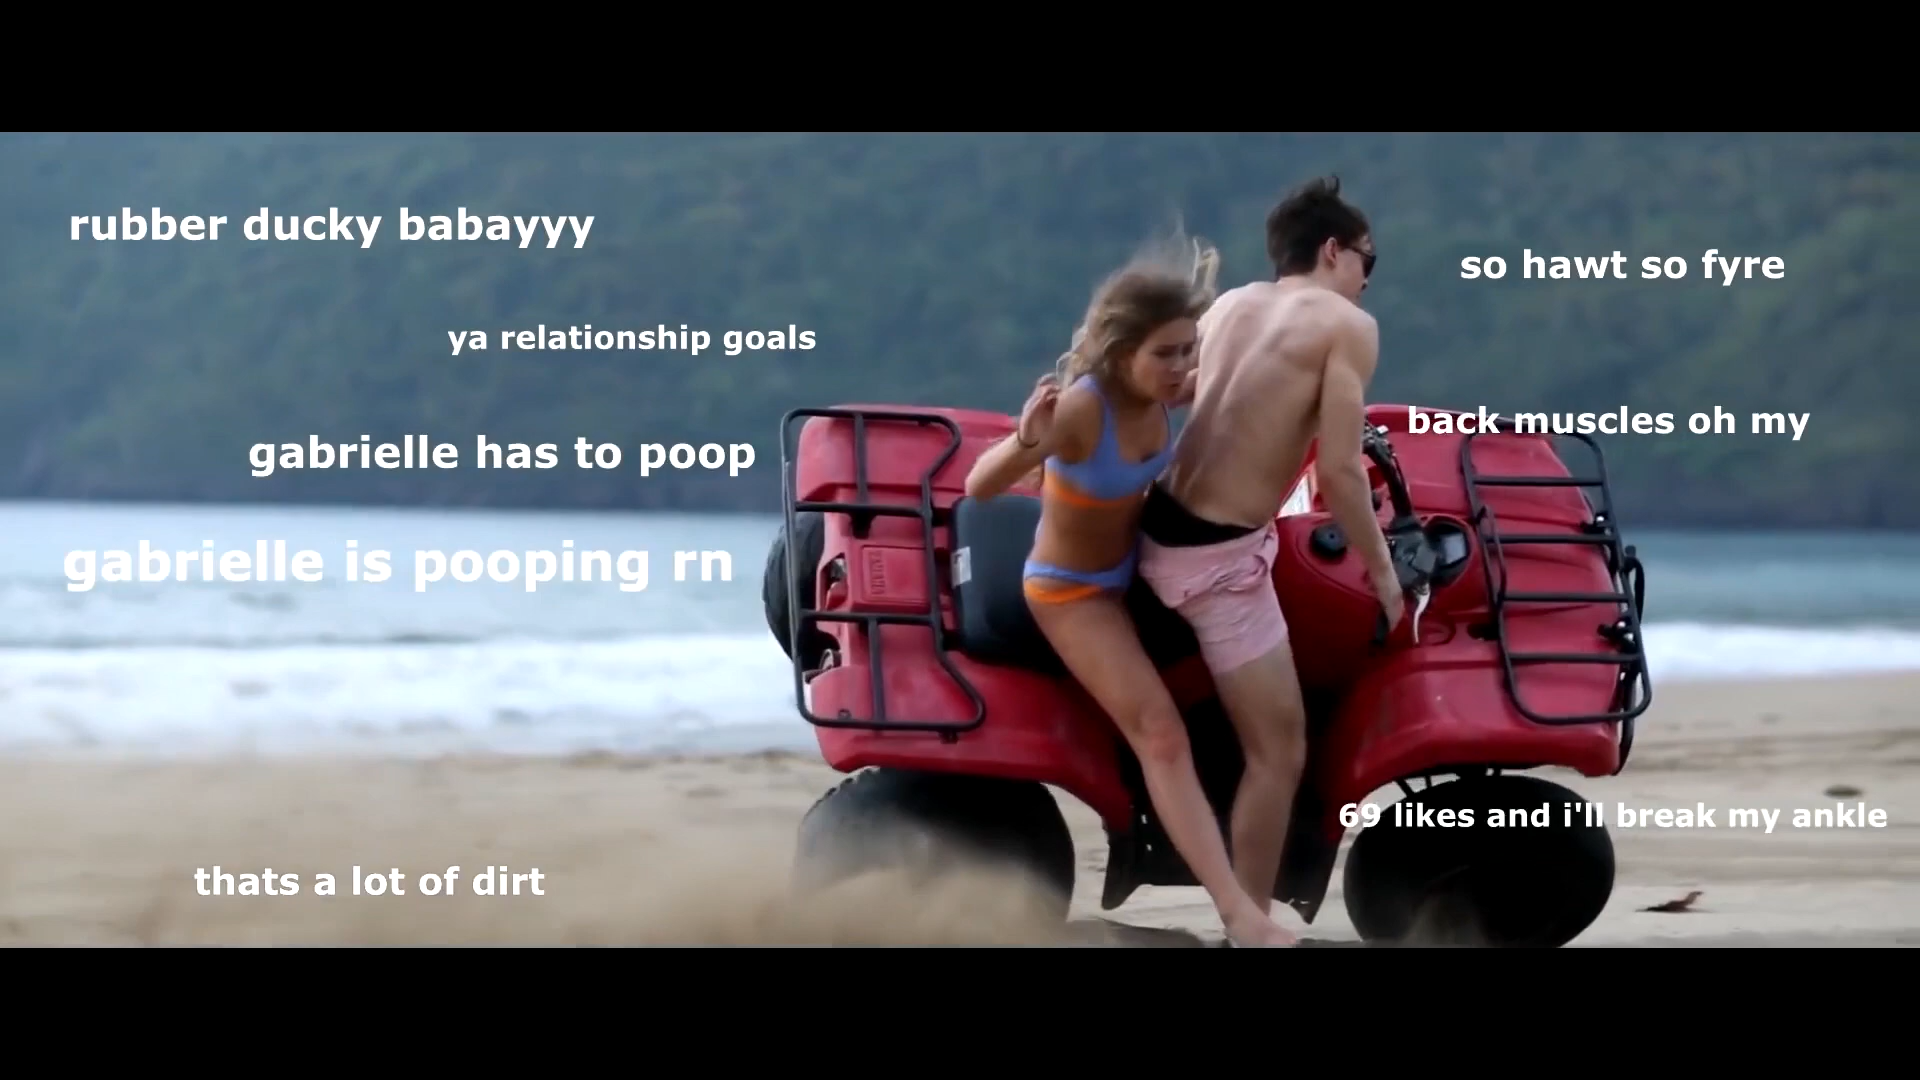 rubber ducky babayyy
so hawt so fyre
ya relationship goals
back muscles oh my
gabrielle has to poop
gabrielle is pooping rn
69 likes and i'll break my ankle
thats a lot of dirt